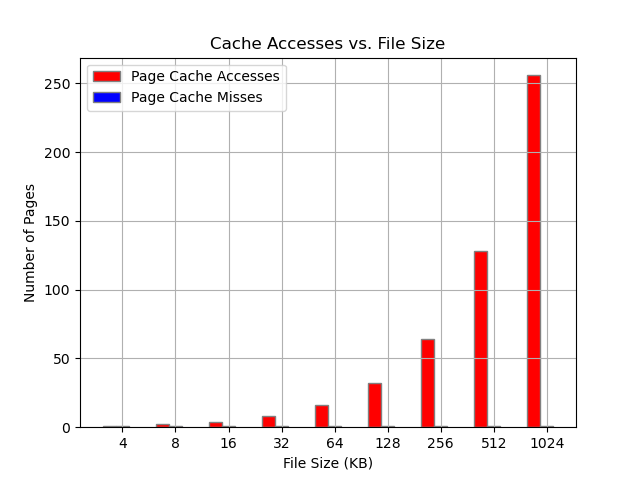 Cache Accesses vs. File Size
Page Cache Accesses
Page Cache Misses
250
200
150
100
50
0
Number of Pages
4 8 16 32 64 128 256 512 1024
File Size (KB)